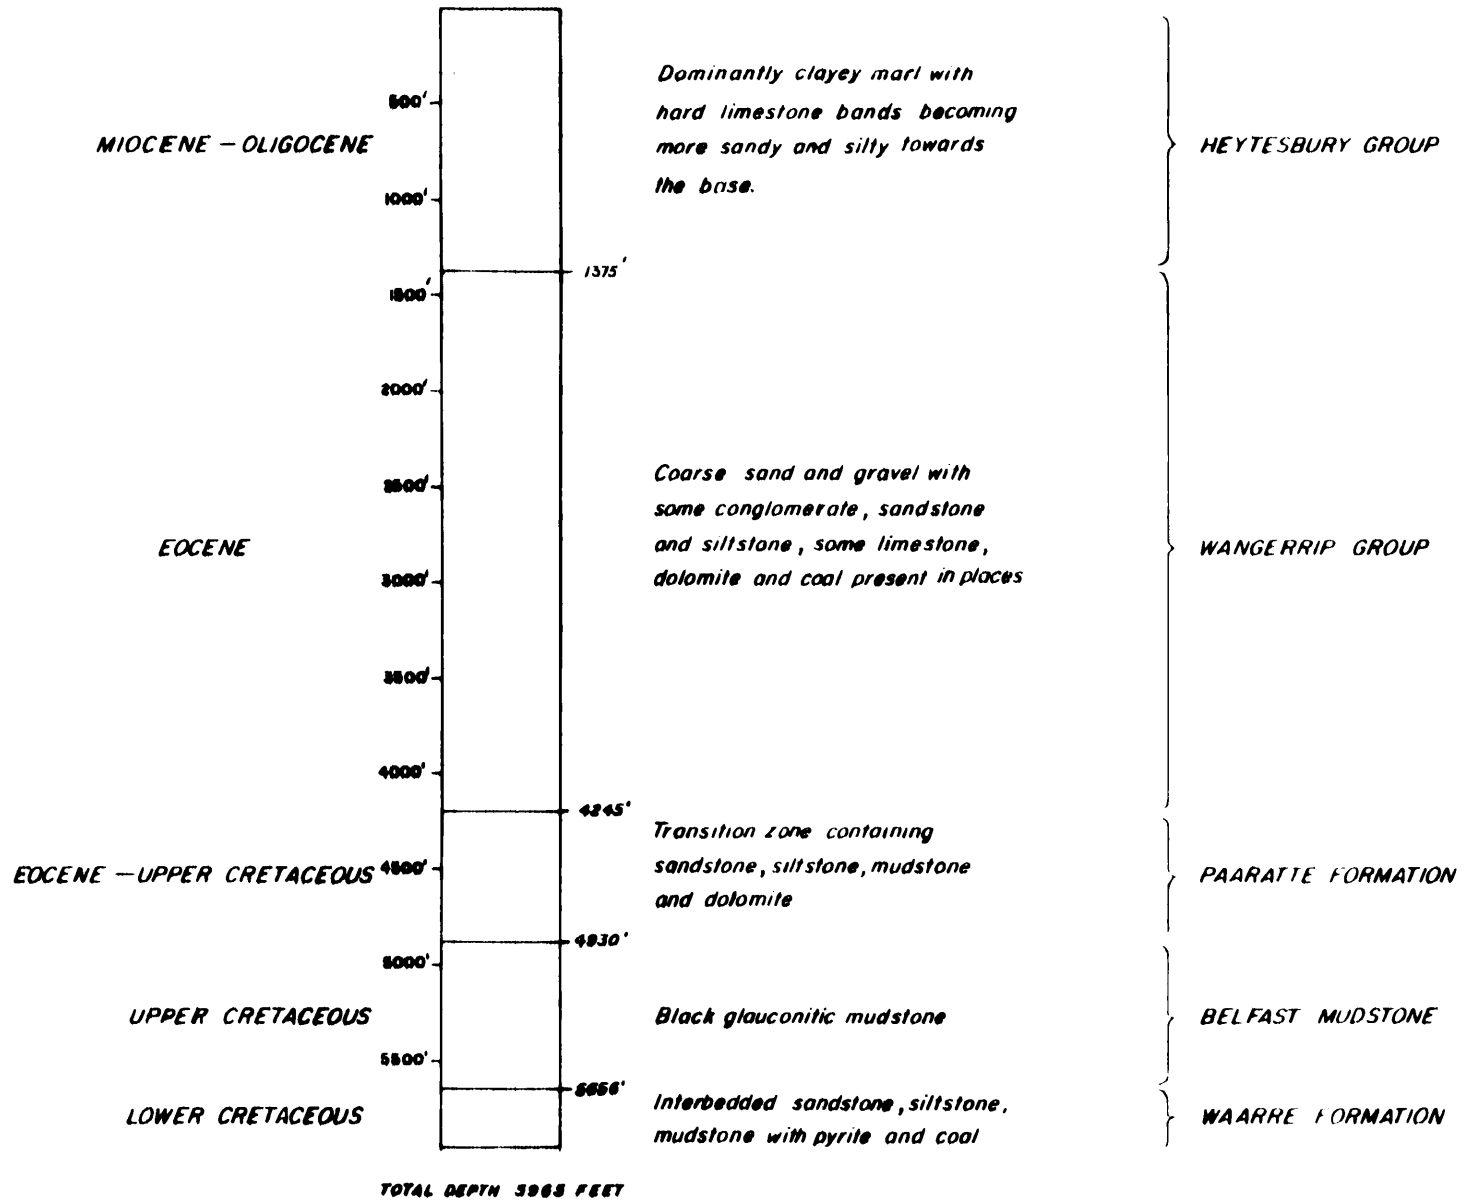 Dominantly clayey marl with
hard limestone bands becoming
more sandy and silty towards
the base.
MIOCENE – OLIGOCENE
HEYTESBURY GROUP
500'
1000'
1375'
1500'
2000'
2500'
3000'
3500'
4000'
Coarse sand and gravel with
some conglomerate, sandstone
and siltstone, some limestone,
dolomite and coal present in places
EOCENE
WANGERRIP GROUP
4245'
Transition zone containing
sandstone, siltstone, mudstone
and dolomite
EOCENE – UPPER CRETACEOUS
4500'
PAARATTE FORMATION
4930'
5000'
UPPER CRETACEOUS
Black glauconitic mudstone
BELFAST MUDSTONE
5500'
5656'
LOWER CRETACEOUS
Interbedded sandstone, siltstone,
mudstone with pyrite and coal
WAARRE FORMATION
TOTAL DEPTH 5965 FEET